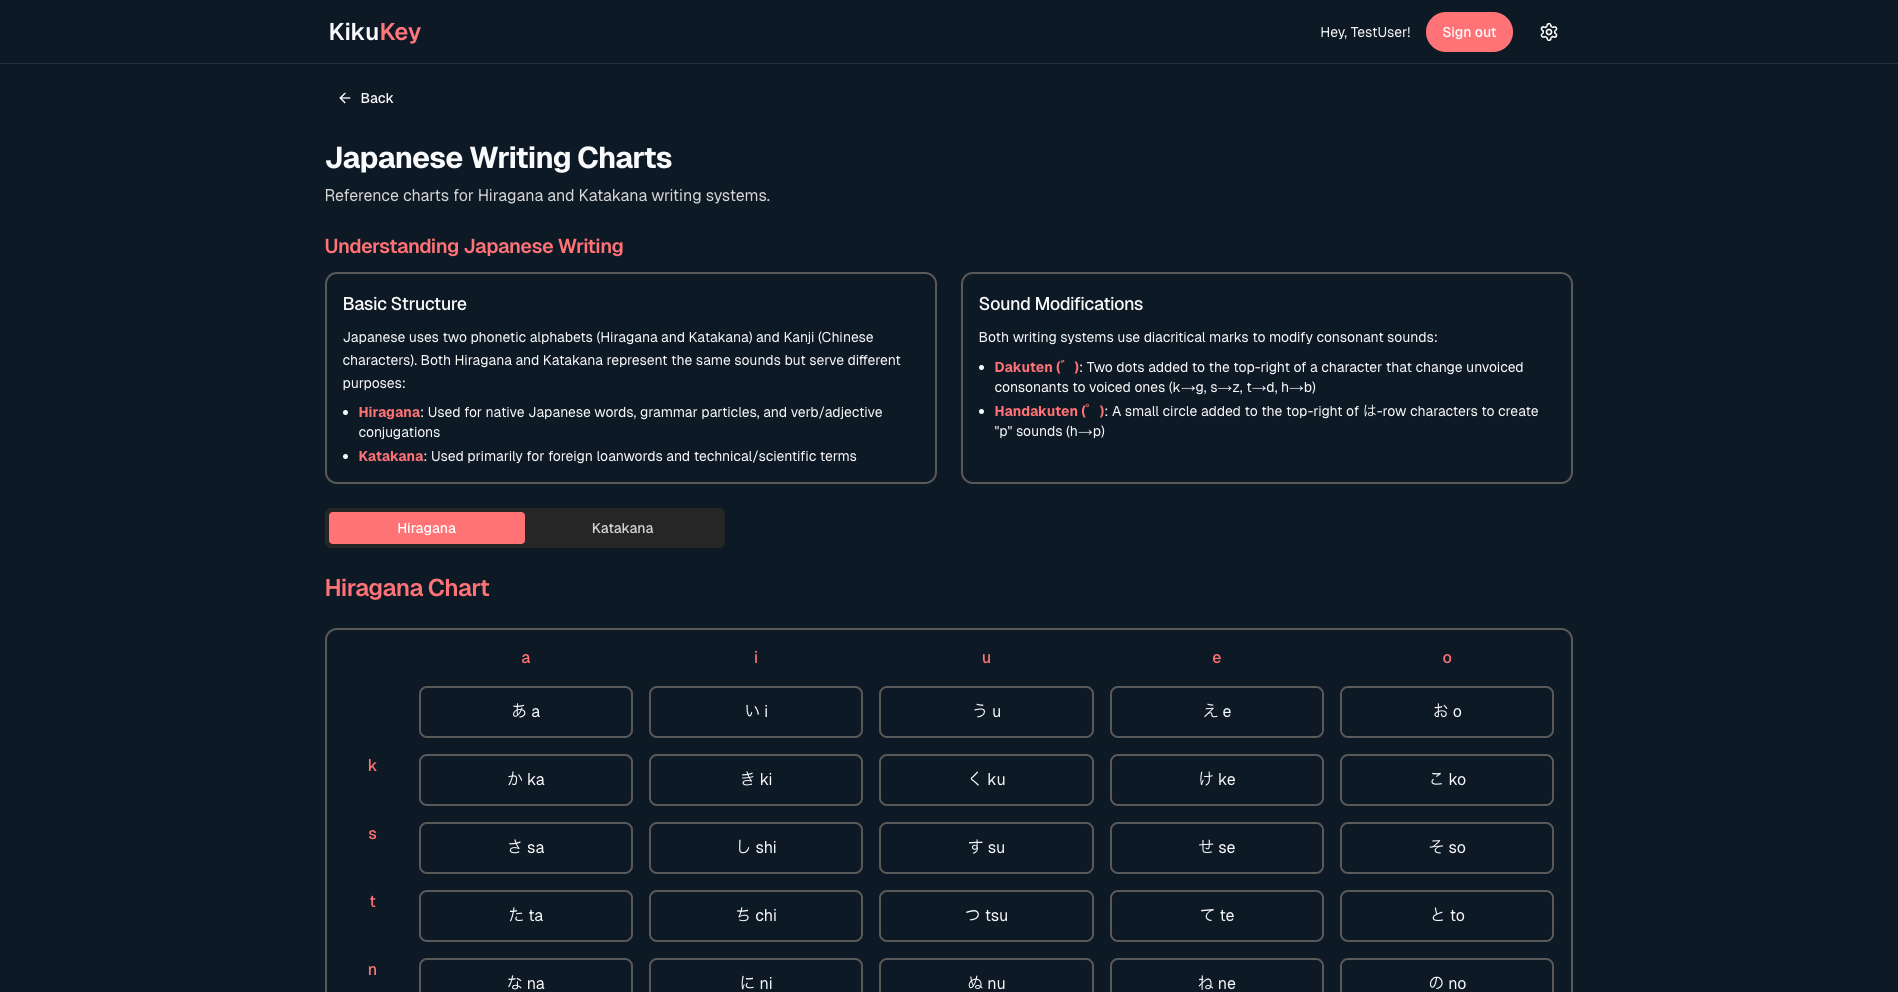 KikuKey
Hey, TestUser!
Sign out
Back
Japanese Writing Charts
Reference charts for Hiragana and Katakana writing systems.
Understanding Japanese Writing
Basic Structure
Japanese uses two phonetic alphabets (Hiragana and Katakana) and Kanji (Chinese
characters). Both Hiragana and Katakana represent the same sounds but serve different
purposes:
Hiragana: Used for native Japanese words, grammar particles, and verb/adjective
conjugations
Katakana: Used primarily for foreign loanwords and technical/scientific terms
Sound Modifications
Both writing systems use diacritical marks to modify consonant sounds:
Dakuten (゛): Two dots added to the top-right of a character that change unvoiced
consonants to voiced ones (k→g, s→z, t→d, h→b)
Handakuten (゜): A small circle added to the top-right of は-row characters to create
"p" sounds (h→p)
Hiragana
Katakana
Hiragana Chart
a i u e o
あ a い i う u え e お o
k か ka き ki く ku け ke こ ko
s さ sa し shi す su せ se そ so
t た ta ち chi つ tsu て te と to
n な na に ni ぬ nu ね ne の no